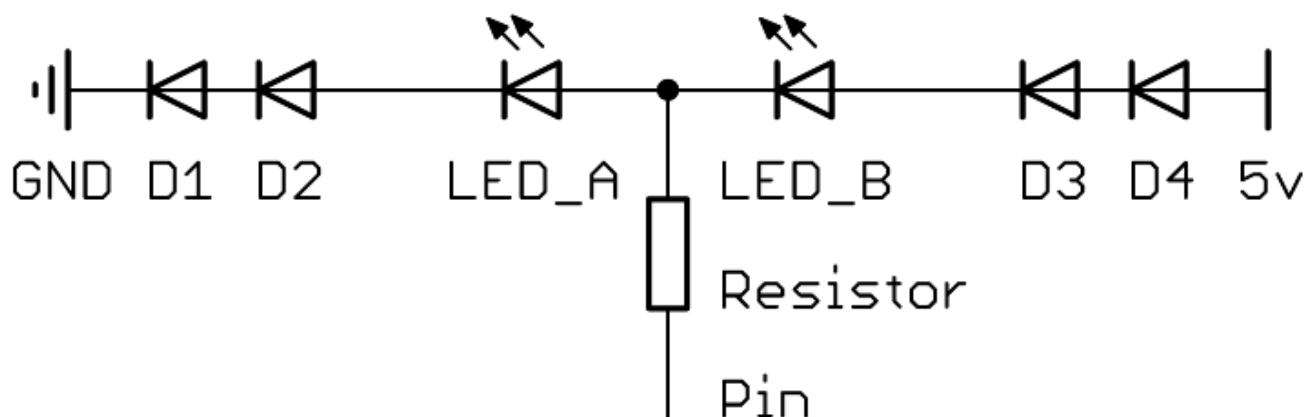 GND D1 D2 LED_A LED_B D3 D4 5v
Resistor
Pin